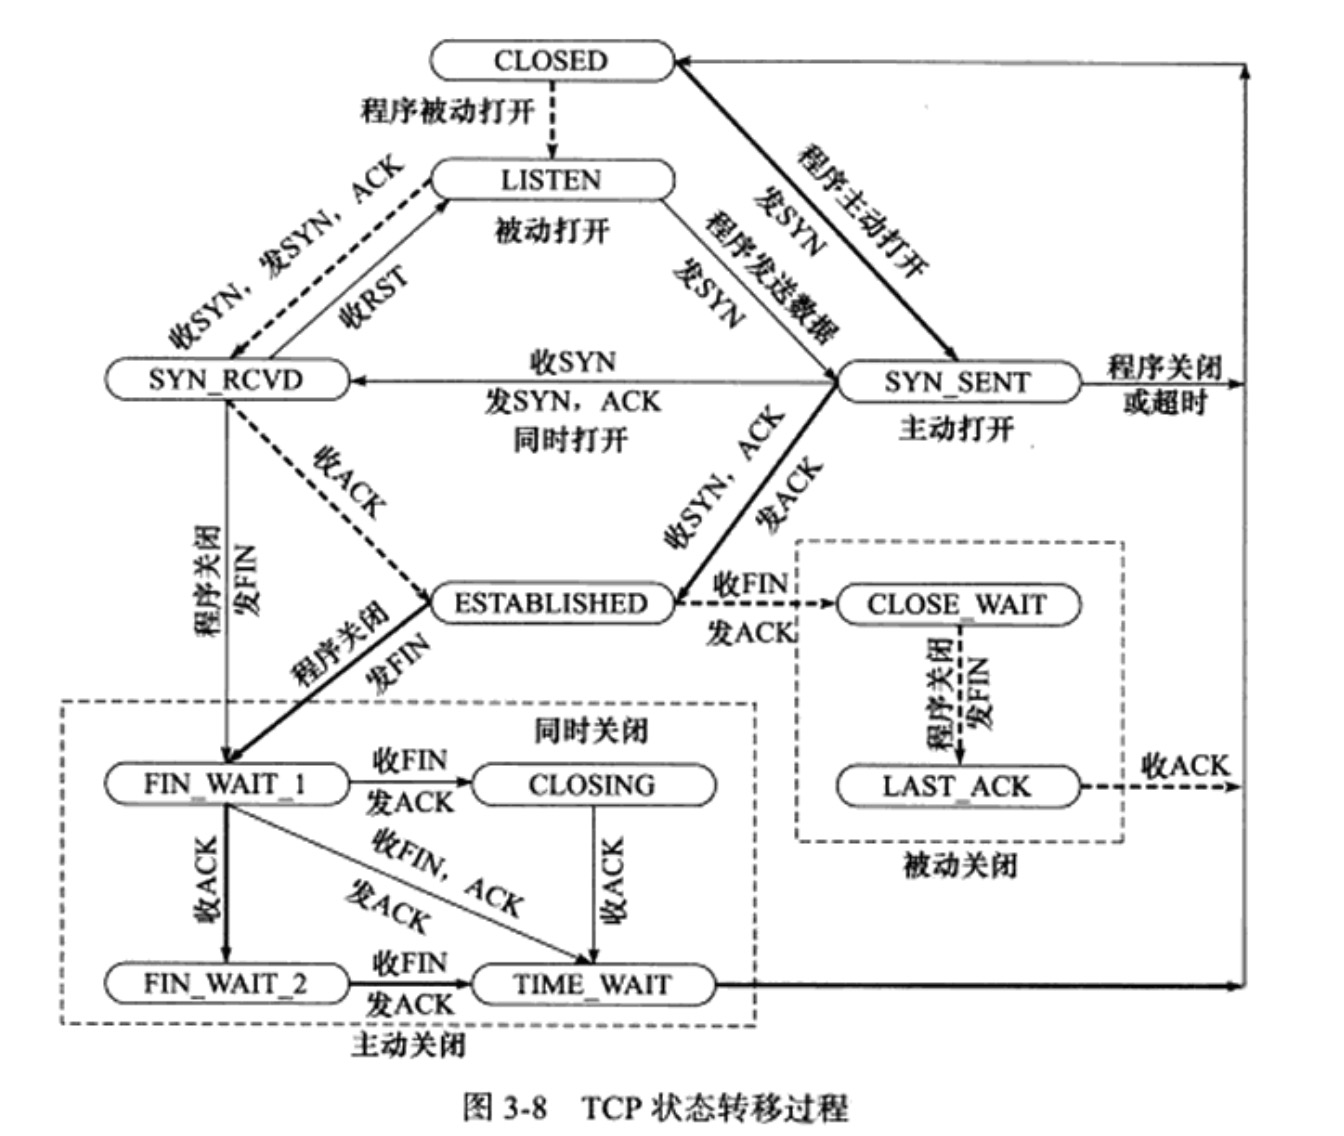 CLOSED
程序被动打开
LISTEN
被动打开
收SYN，发SYN，ACK
收RST
程序主动打开
发SYN
程序发送数据
发SYN
SYN_RCVD
收SYN
发SYN，ACK
同时打开
SYN_SENT
主动打开
程序关闭
或超时
收ACK
收SYN，ACK
发ACK
程序关闭
发FIN
ESTABLISHED
收FIN
发ACK
CLOSE_WAIT
程序关闭
发FIN
程序关闭
发FIN
同时关闭
FIN_WAIT_1
收FIN
发ACK
CLOSING
LAST_ACK
收ACK
被动关闭
收ACK
收FIN，ACK
发ACK
收ACK
FIN_WAIT_2
收FIN
发ACK
TIME_WAIT
主动关闭
图 3-8 TCP 状态转移过程